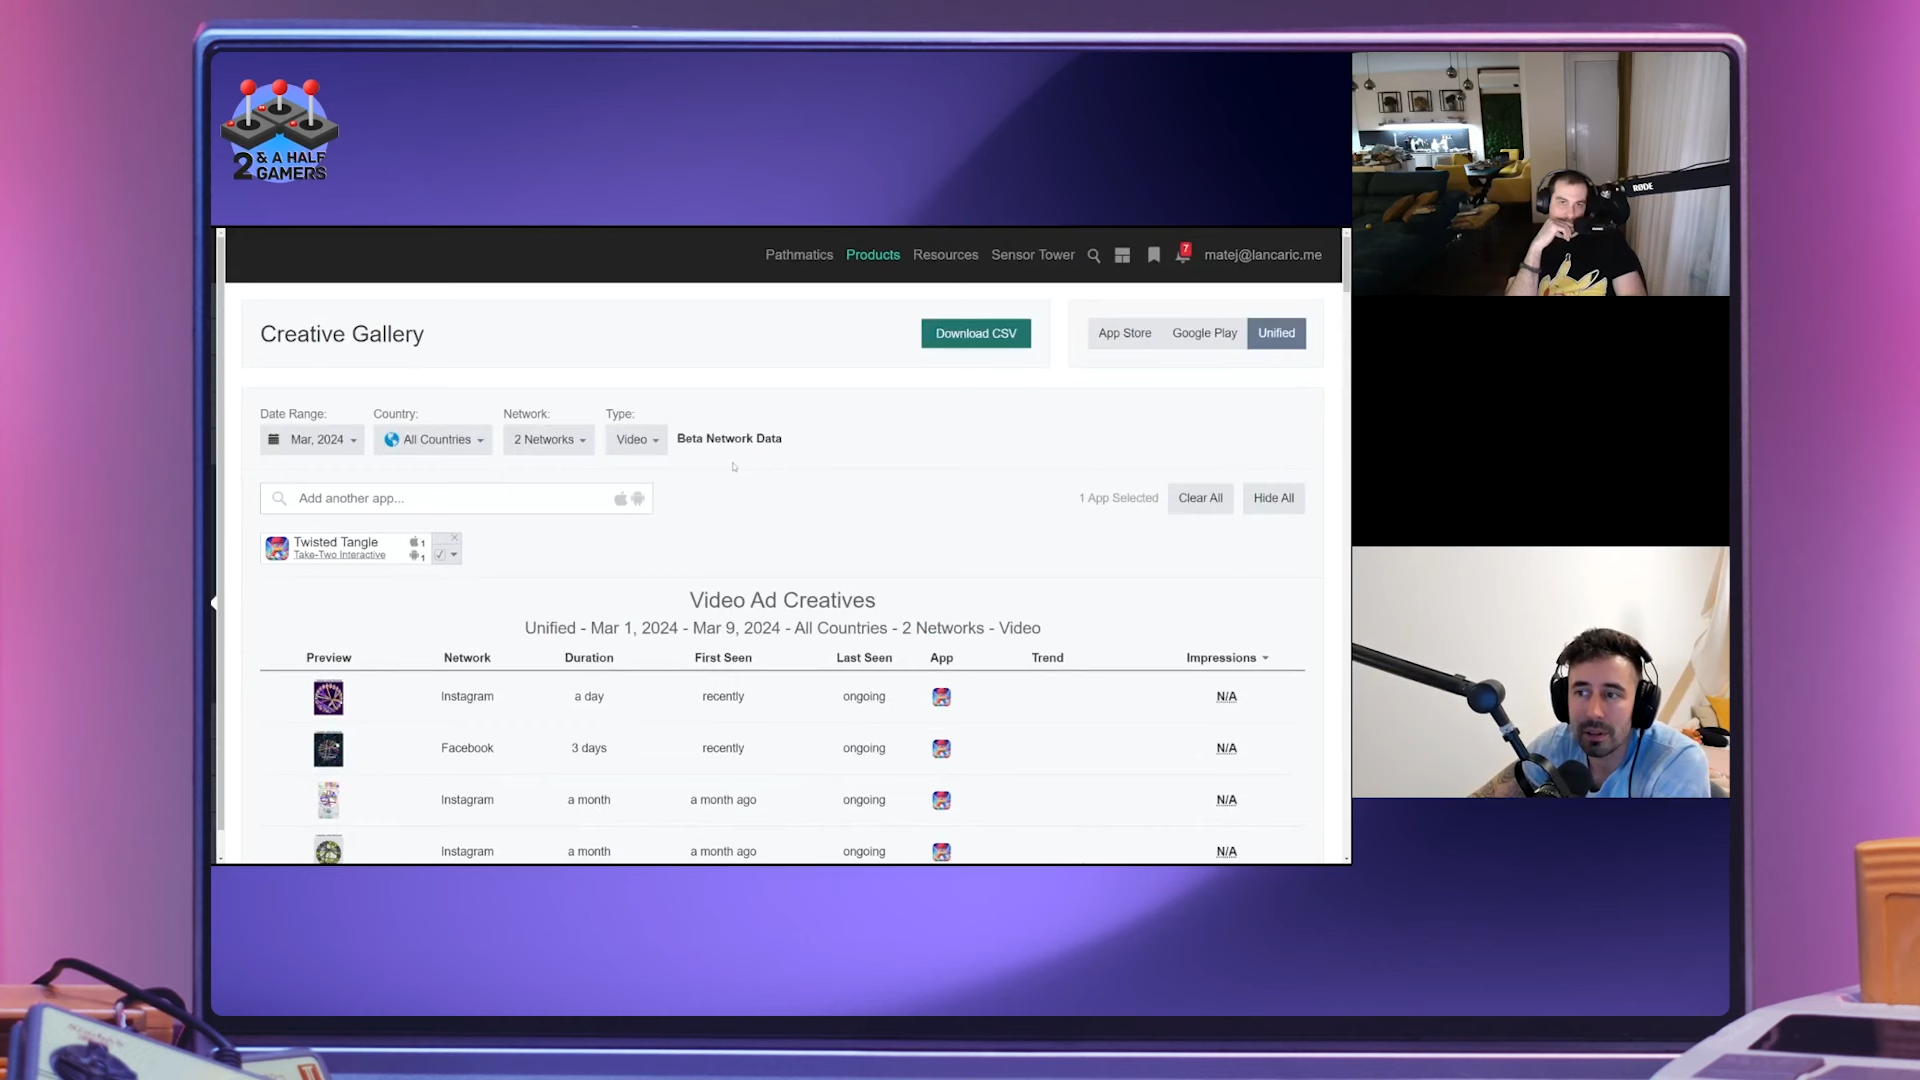 2 & A HALF
GAMERS
Pathmatics Products Resources Sensor Tower 7 matej@lancaric.me
Creative Gallery
Download CSV
App Store Google Play Unified
Date Range: Country: Network: Type:
Mar, 2024 All Countries 2 Networks Video Beta Network Data
Add another app...
1 App Selected Clear All Hide All
Twisted Tangle 1
Take-Two Interactive 1
Video Ad Creatives
Unified - Mar 1, 2024 - Mar 9, 2024 - All Countries - 2 Networks - Video
Preview Network Duration First Seen Last Seen App Trend Impressions
Instagram a day recently ongoing N/A
Facebook 3 days recently ongoing N/A
Instagram a month a month ago ongoing N/A
Instagram a month a month ago ongoing N/A
RØDE